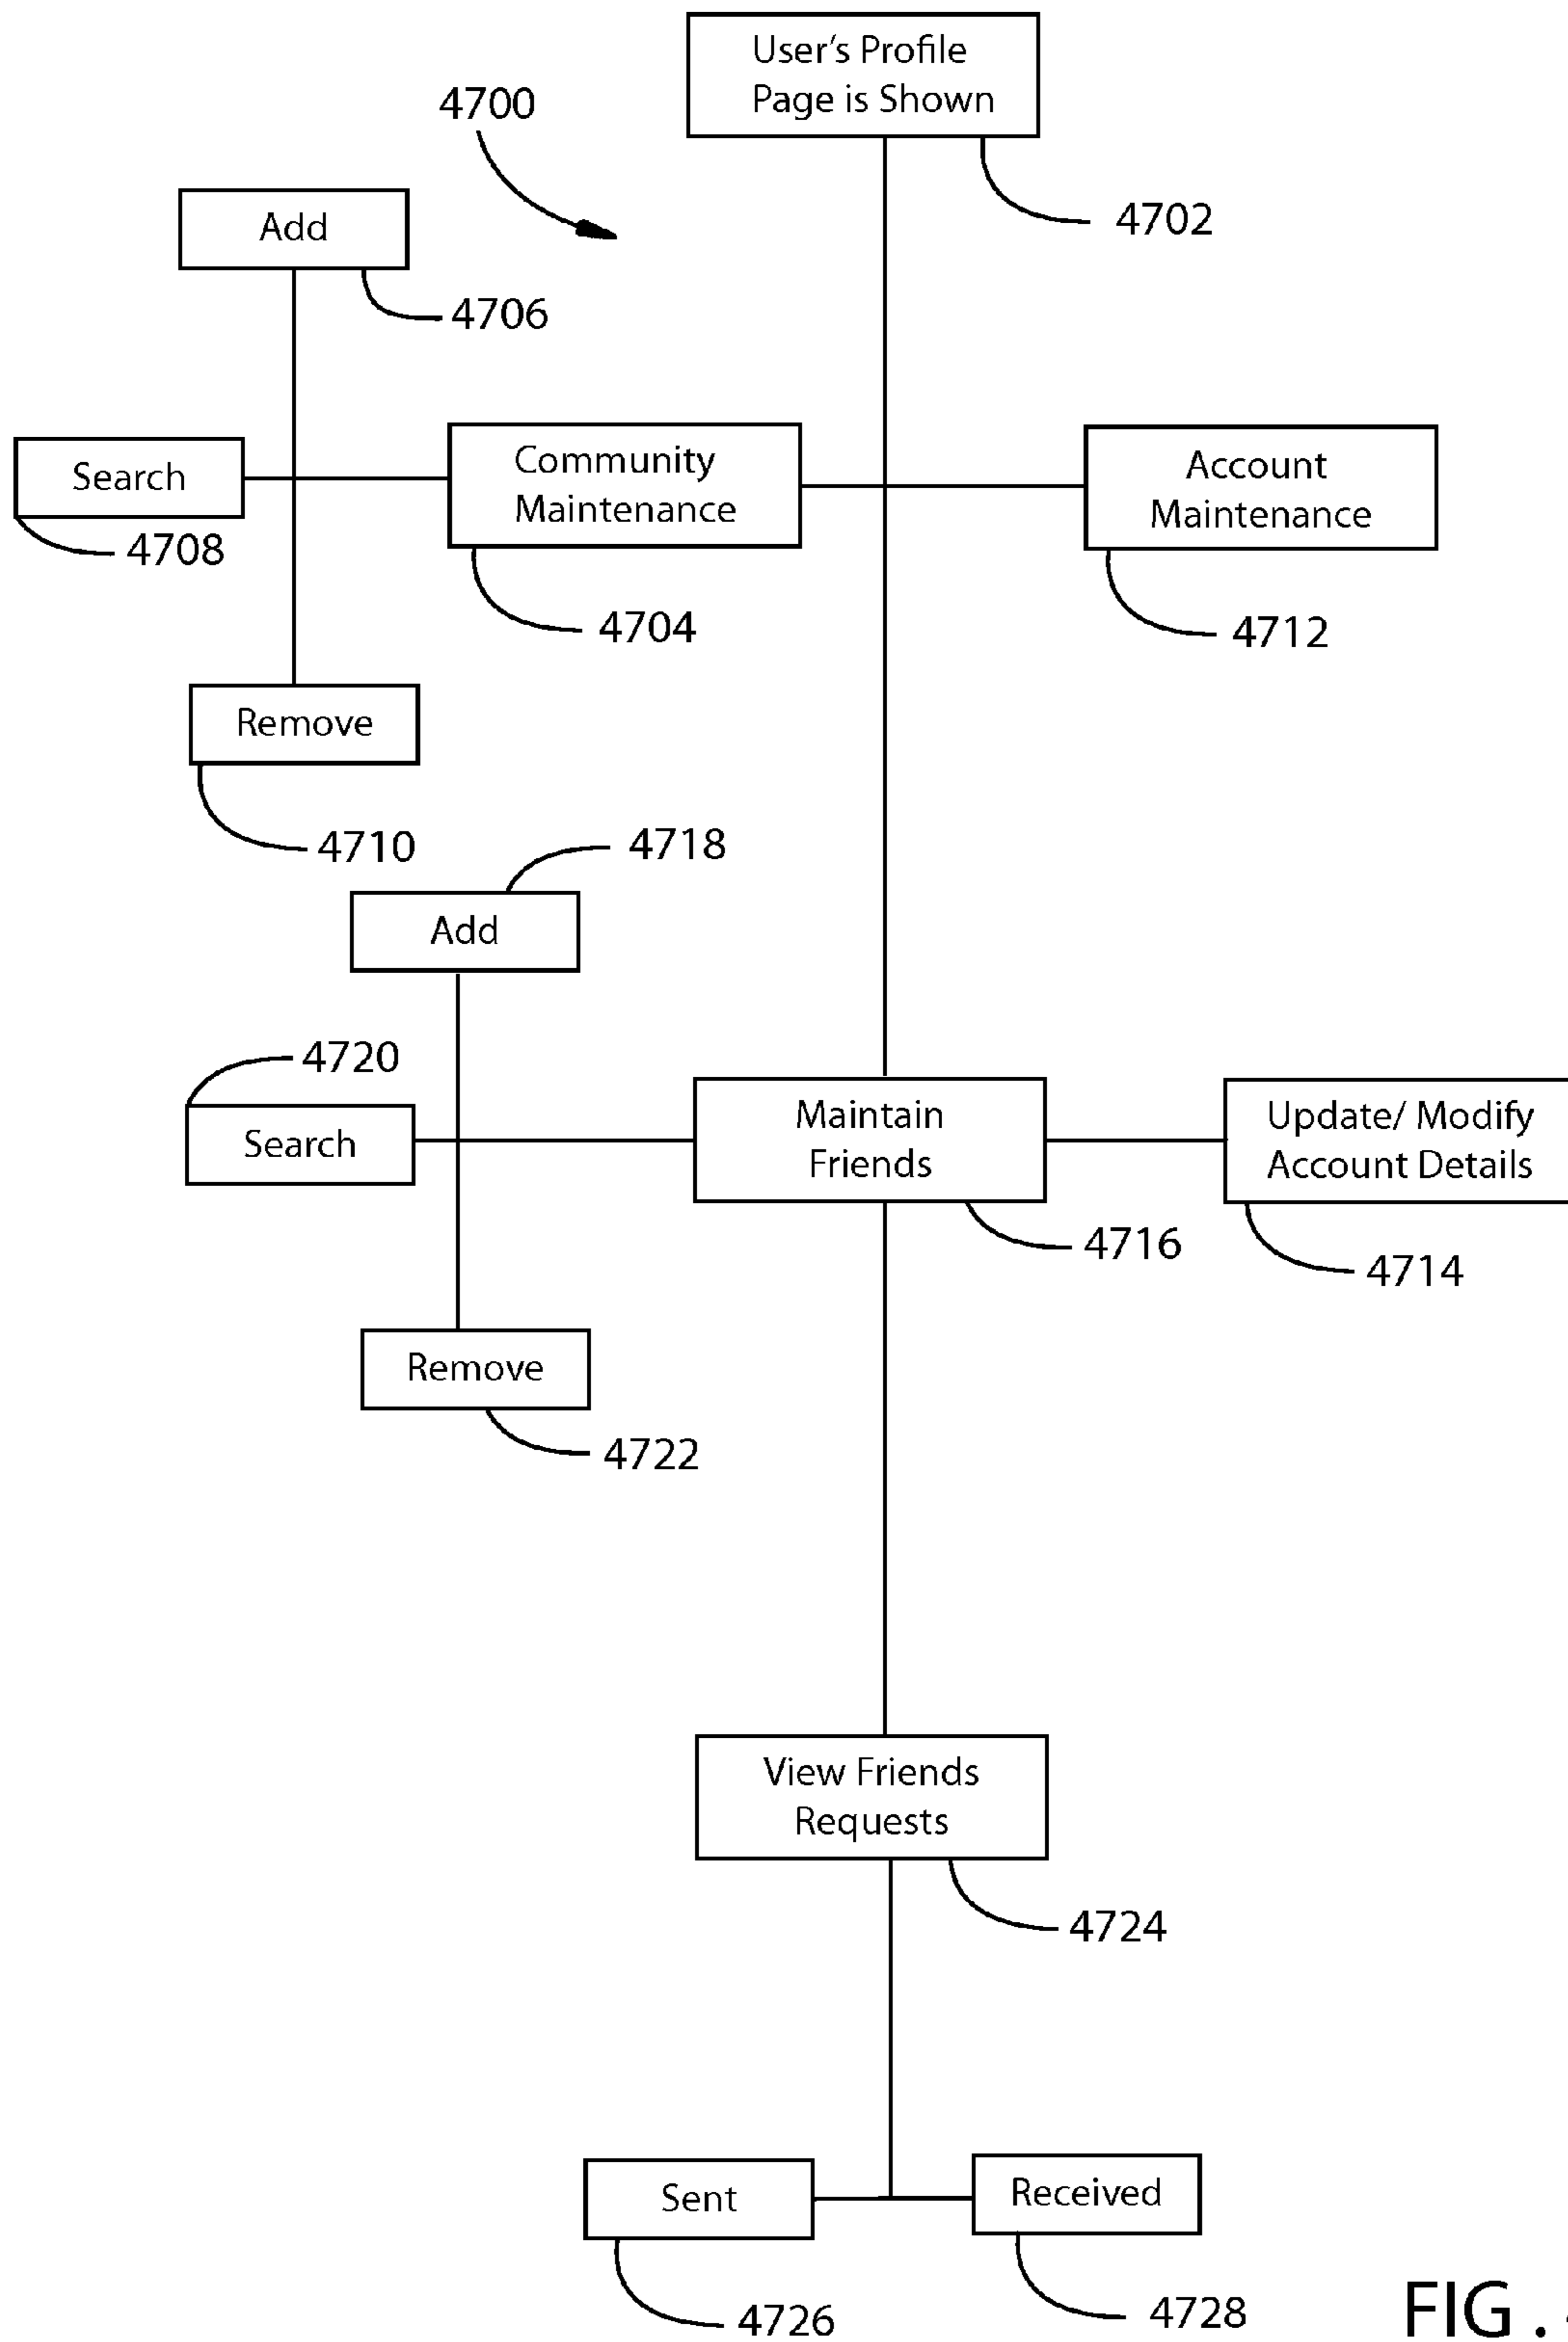 User's Profile
Page is Shown
4700
4702
Add
4706
Search
4708
Community
Maintenance
4704
Account
Maintenance
4712
Remove
4710
4718
Add
4720
Search
Maintain
Friends
4716
Update/ Modify
Account Details
4714
Remove
4722
View Friends
Requests
4724
Sent
4726
Received
4728
FIG.